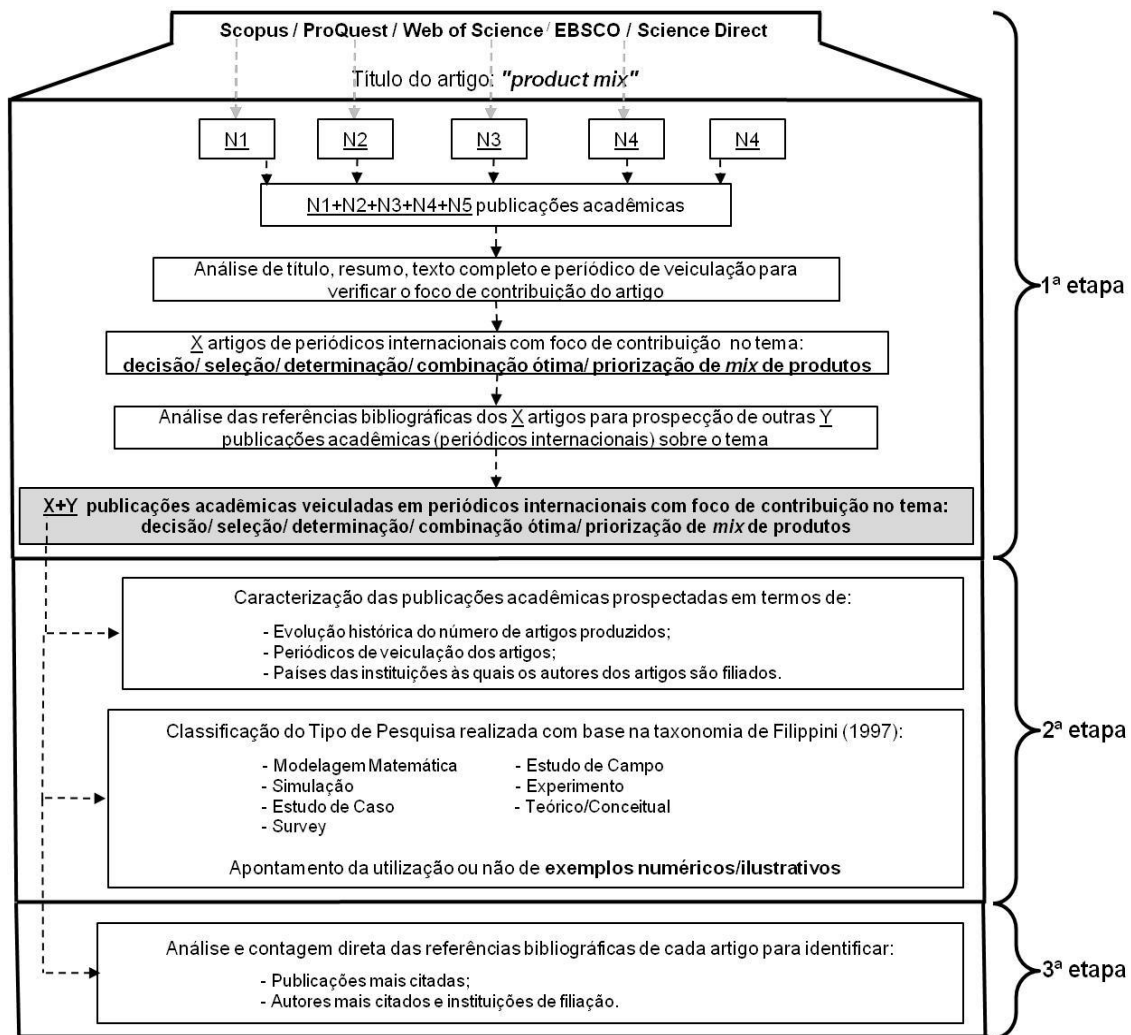 Scopus / ProQuest / Web of Science / EBSCO / Science Direct
Título do artigo: "product mix"
N1 N2 N3 N4 N4
N1+N2+N3+N4+N5 publicações acadêmicas
Análise de título, resumo, texto completo e períódico de veiculação para
verificar o foco de contribuição do artigo
X artigos de periódicos internacionais com foco de contribuição no tema:
decisão/ seleção/ determinação/ combinação ótima/ priorização de mix de produtos
Análise das referências bibliográficas dos X artigos para prospecção de outras Y
publicações acadêmicas (periódicos internacionais) sobre o tema
X+Y publicações acadêmicas veiculadas em periódicos internacionais com foco de contribuição no tema:
decisão/ seleção/ determinação/ combinação ótima/ priorização de mix de produtos
1ª etapa
Caracterização das publicações acadêmicas prospectadas em termos de:
- Evolução histórica do número de artigos produzidos;
- Periódicos de veiculação dos artigos;
- Países das instituições às quais os autores dos artigos são filiados.
Classificação do Tipo de Pesquisa realizada com base na taxonomia de Filippini (1997):
- Modelagem Matemática
- Simulação
- Estudo de Caso
- Survey
- Estudo de Campo
- Experimento
- Teórico/Conceitual
Apontamento da utilização ou não de exemplos numéricos/ilustrativos
2ª etapa
Análise e contagem direta das referências bibliográficas de cada artigo para identificar:
- Publicações mais citadas;
- Autores mais citados e instituições de filiação.
3ª etapa